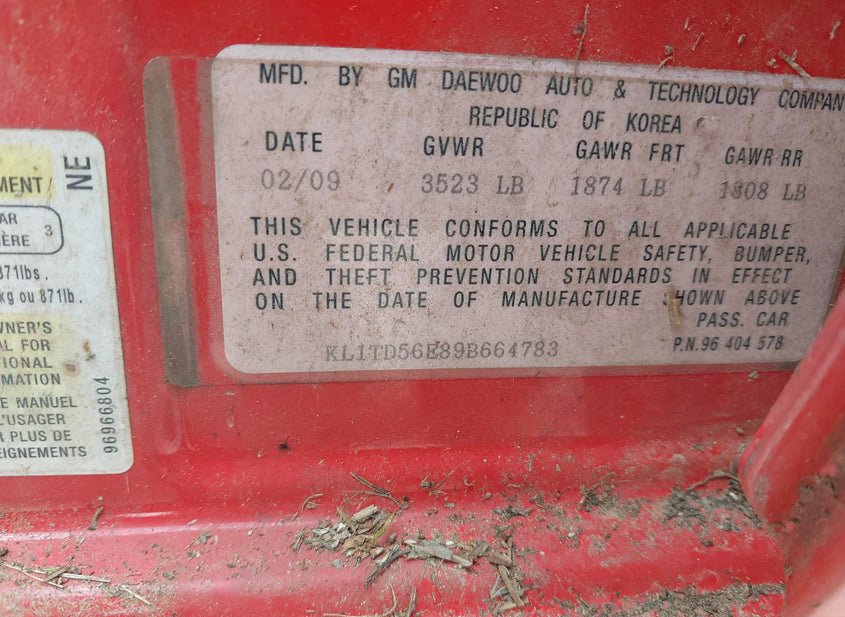 MFD. BY GM DAEWOO AUTO & TECHNOLOGY COMPAN
REPUBLIC OF KOREA
DATE GVWR GAWR FRT GAWR RR
02/09 3523 LB 1874 LB 1808 LB
THIS VEHICLE CONFORMS TO ALL APPLICABLE
U.S. FEDERAL MOTOR VEHICLE SAFETY, BUMPER,
AND THEFT PREVENTION STANDARDS IN EFFECT
ON THE DATE OF MANUFACTURE SHOWN ABOVE
PASS. CAR
KL1TD56E89B664783 P.N. 96 404 578
NE
MENT/
AR
ÈRE 3
871lbs.
kg ou 871lb.
WNER'S
AL FOR
TIONAL
RMATION
E MANUEL
L'USAGER
R PLUS DE
EIGNEMENTS
96966804